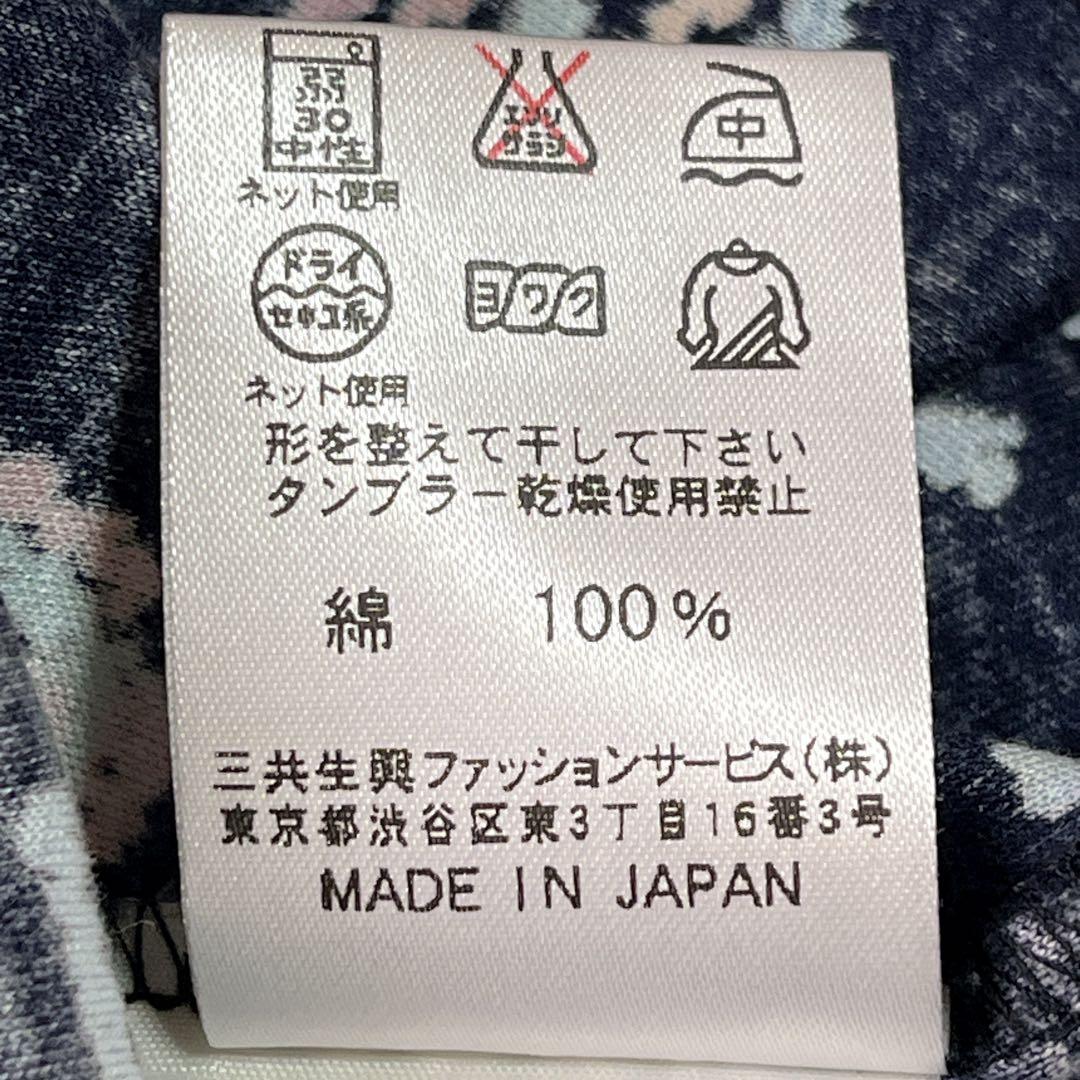 弱
30
中性
ネット使用
エンソ
サラシ
中
ドライ
セキユ系
ネット使用
ヨワク
形を整えて干して下さい
タンブラー乾燥使用禁止
綿 100%
三共生興ファッションサービス(株)
東京都渋谷区東3丁目16番3号
MADE IN JAPAN